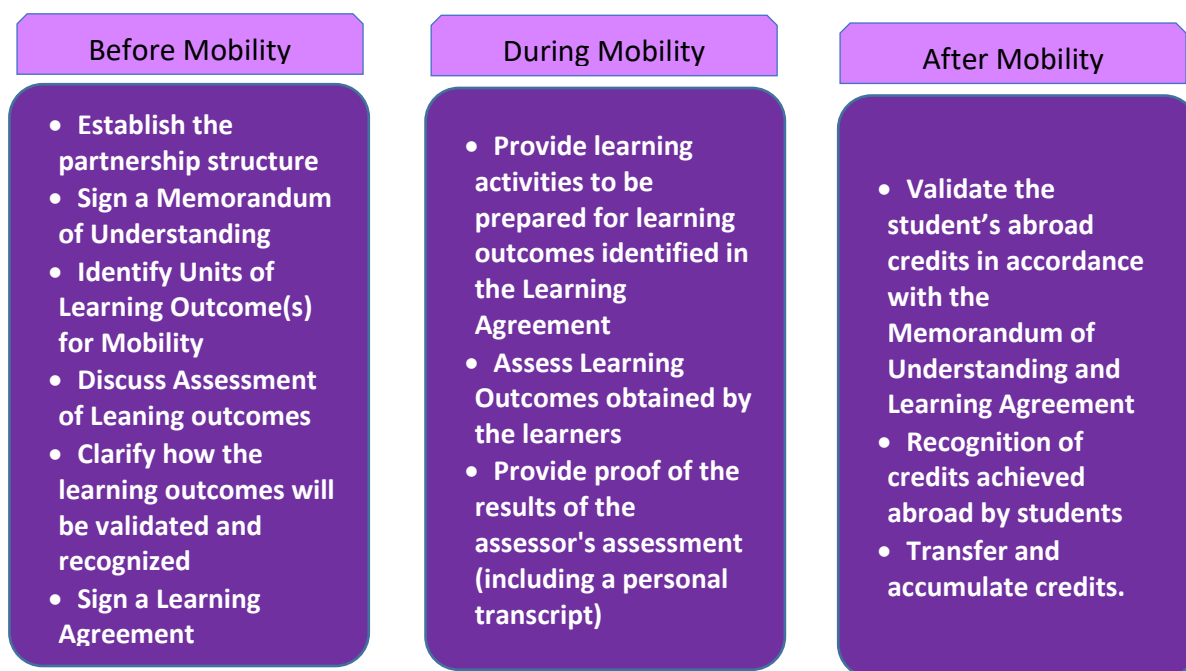 Before Mobility
• Establish the
partnership structure
• Sign a Memorandum
of Understanding
• Identify Units of
Learning Outcome(s)
for Mobility
• Discuss Assessment
of Leaning outcomes
• Clarify how the
learning outcomes will
be validated and
recognized
• Sign a Learning
Agreement
During Mobility
• Provide learning
activities to be
prepared for learning
outcomes identified in
the Learning
Agreement
• Assess Learning
Outcomes obtained by
the learners
• Provide proof of the
results of the
assessor's assessment
(including a personal
transcript)
After Mobility
• Validate the
student’s abroad
credits in accordance
with the
Memorandum of
Understanding and
Learning Agreement
• Recognition of
credits achieved
abroad by students
• Transfer and
accumulate credits.